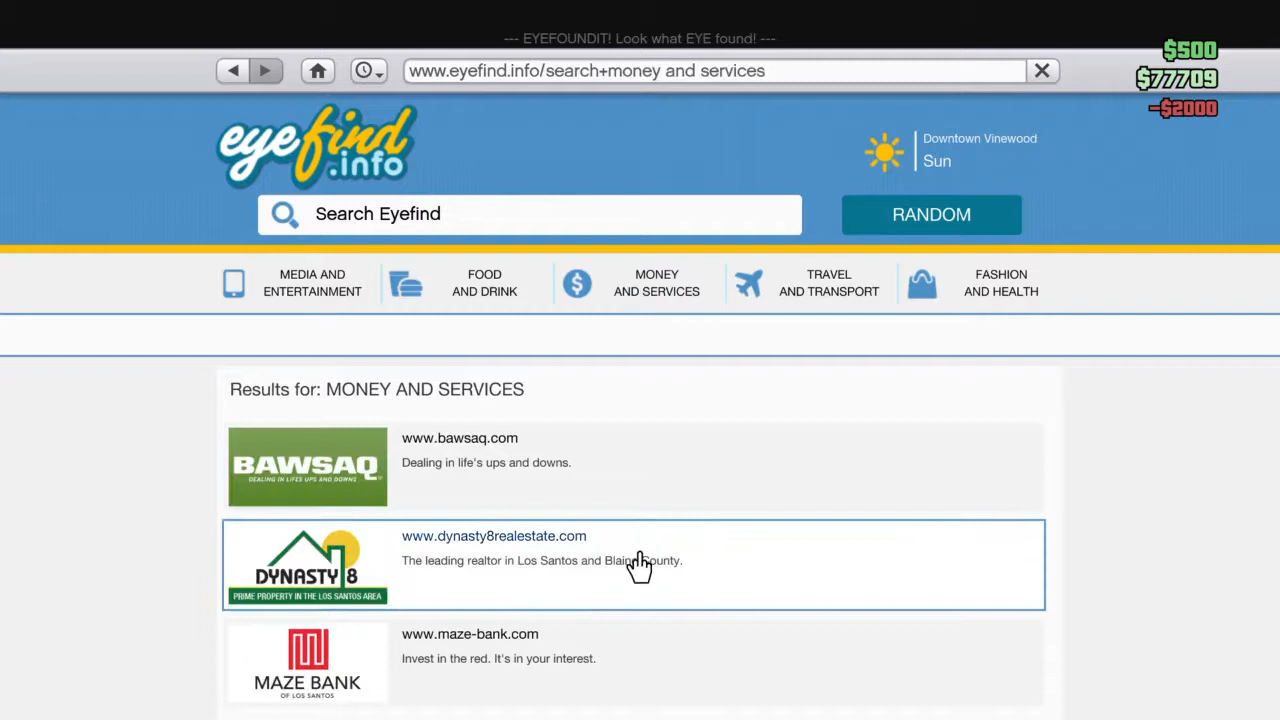 --- EYEFOUNDIT! Look what EYE found! ---
$500
www.eyefind.info/search+money and services
$77709
-$2000
eyefind
.info
Downtown Vinewood
Sun
Search Eyefind
RANDOM
MEDIA AND
ENTERTAINMENT
FOOD
AND DRINK
MONEY
AND SERVICES
TRAVEL
AND TRANSPORT
FASHION
AND HEALTH
Results for: MONEY AND SERVICES
BAWSAQ
DEALING IN LIFES UPS AND DOWNS
www.bawsaq.com
Dealing in life's ups and downs.
DYNASTY 8
PRIME PROPERTY IN THE LOS SANTOS AREA
www.dynasty8realestate.com
The leading realtor in Los Santos and Blaine County.
MAZE BANK
OF LOS SANTOS
www.maze-bank.com
Invest in the red. It's in your interest.